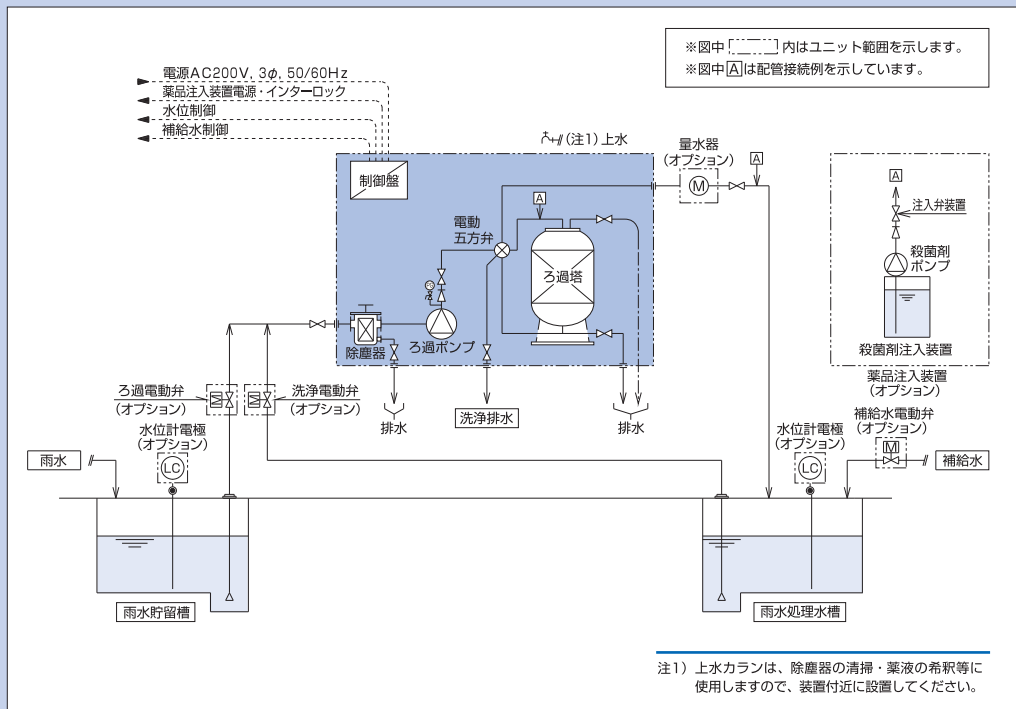 ※図中 内はユニット範囲を示します。
※図中Aは配管接続例を示しています。
電源AC200V, 3φ, 50/60Hz
薬品注入装置電源・インターロック
水位制御
補給水制御
(注1)上水
量水器
(オプション)
M
A
制御盤
電動
五方弁
A
ろ過塔
除塵器
ろ過ポンプ
A
注入弁装置
殺菌剤
ポンプ
殺菌剤注入装置
薬品注入装置
(オプション)
ろ過電動弁
(オプション)
M
M
洗浄電動弁
(オプション)
排水
洗浄排水
排水
水位計電極
(オプション)
LC
雨水
水位計電極
(オプション)
LC
補給水電動弁
(オプション)
M
補給水
雨水貯留槽
雨水処理水槽
注1）上水カランは、除塵器の清掃・薬液の希釈等に
使用しますので、装置付近に設置してください。